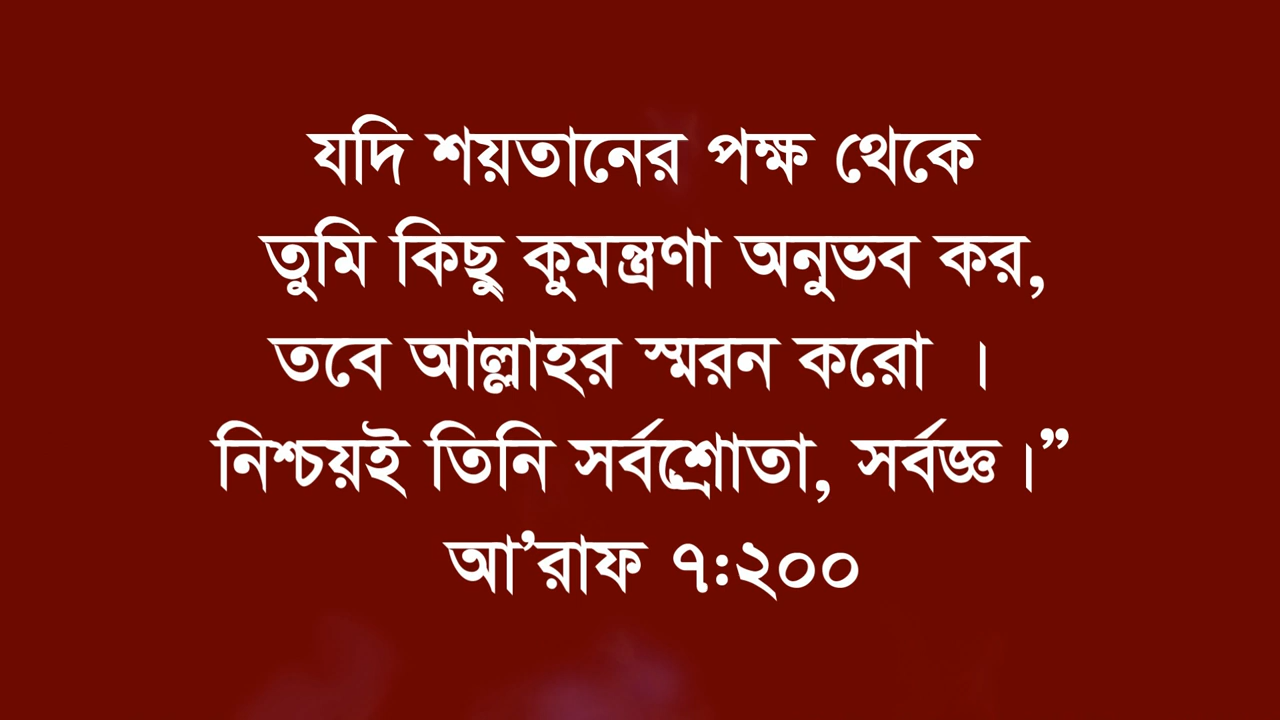 যদি শয়তানের পক্ষ থেকে
তুমি কিছু কুমন্ত্রণা অনুভব কর,
তবে আল্লাহর স্মরন করো ।
নিশ্চয়ই তিনি সর্বশ্রোতা, সর্বজ্ঞ।”
আ’রাফ ৭ঃ২০০